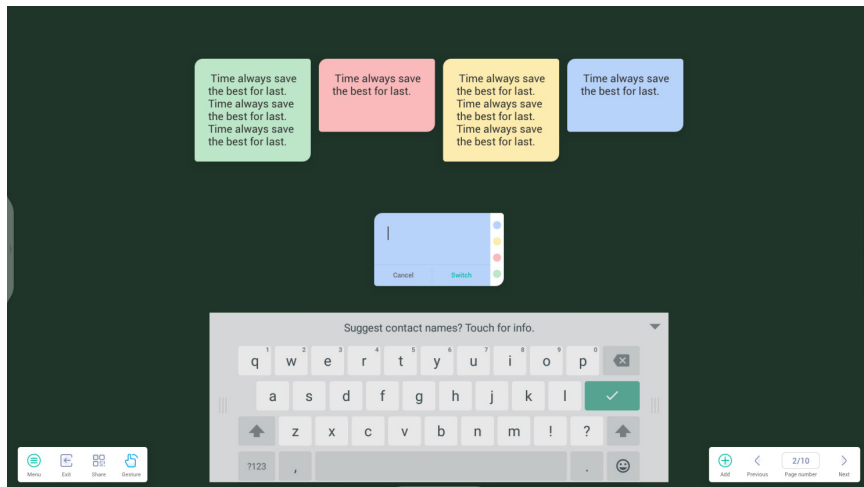 Time always save
the best for last.
Time always save
the best for last.
Time always save
the best for last.
Time always save
the best for last.
Time always save
the best for last.
Time always save
the best for last.
Time always save
the best for last.
Time always save
the best for last.
Cancel Switch
Suggest contact names? Touch for info.
1 2 3 4 5 6 7 8 9 0
q w e r t y u i o p
a s d f g h j k l
z x c v b n m ! ?
?123 , .
Menu Exit Share Gesture
2/10
Add Previous Page number Next